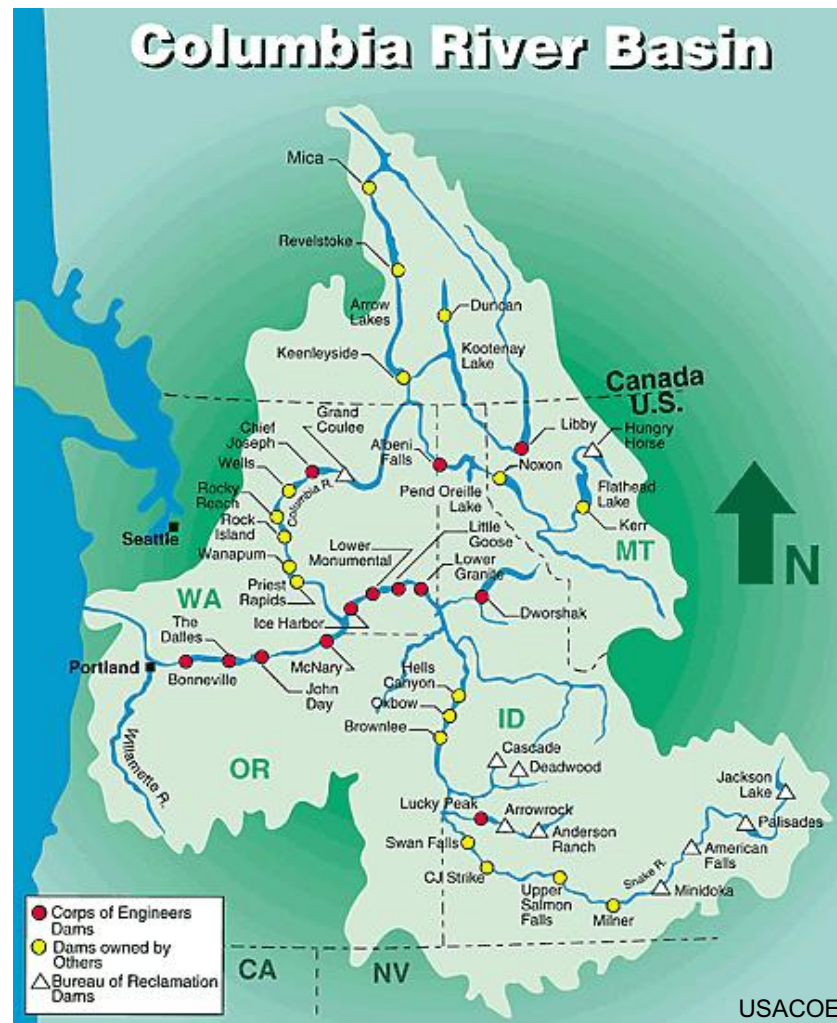 Columbia River Basin
Mica
Revelstoke
Arrow
Lakes
Duncan
Kootenay
Lake
Keenleyside
Canada
U.S.
Grand
Coulee
Chief
Joseph
Albeni
Falls
Libby
Hungry
Horse
Wells
Noxon
Columbia R.
Pend Oreille
Lake
Flathead
Lake
Rocky
Reach
Rock
Island
Kerr
Seattle
Little
Goose
Wanapum
Lower
Monumental
Lower
Granite
MT
N
Priest
Rapids
WA
Ice Harbor
Dworshak
The
Dalles
Portland
Bonneville
McNary
John
Day
Hells
Canyon
Oxbow
Brownlee
ID
Willamette R.
OR
Cascade
Deadwood
Jackson
Lake
Lucky Peak
Arrowrock
Anderson
Ranch
Palisades
Swan Falls
American
Falls
CJ Strike
Snake R.
Upper
Salmon
Falls
Minidoka
Milner
Corps of Engineers
Dams
Dams owned by
Others
Bureau of Reclamation
Dams
CA
NV
USACOE